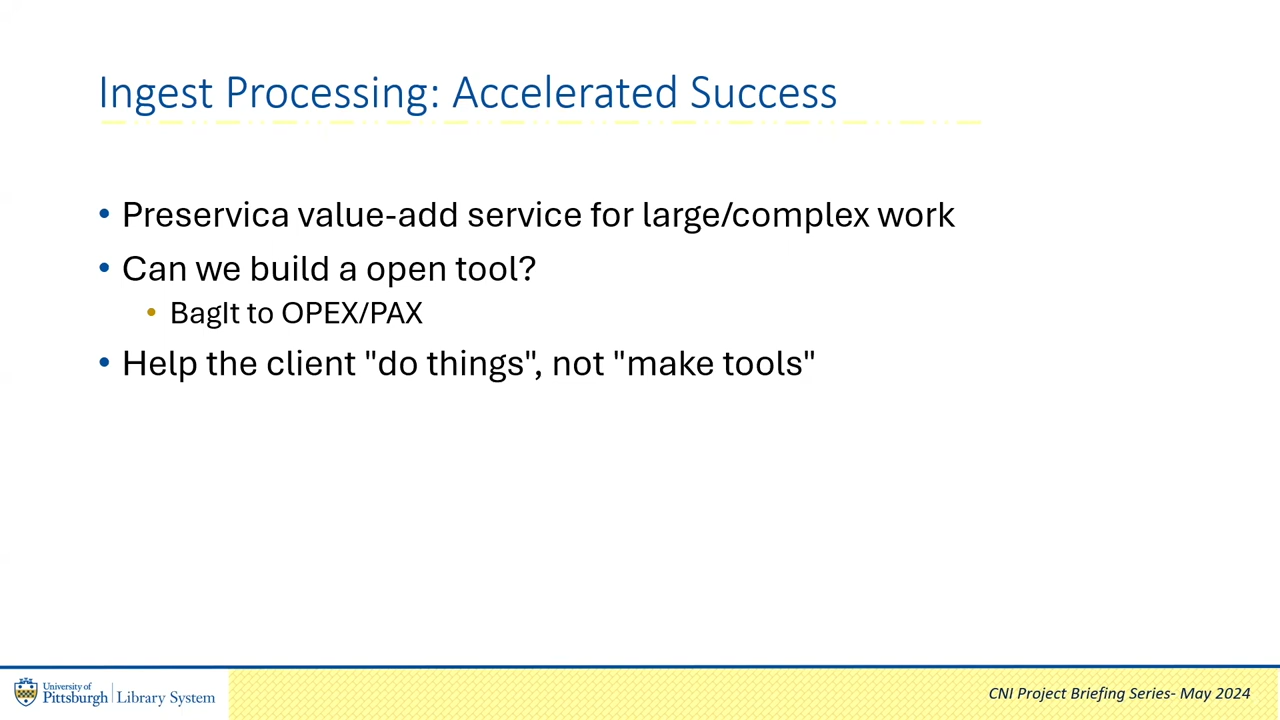 Ingest Processing: Accelerated Success
• Preservica value-add service for large/complex work
• Can we build a open tool?
• BagIt to OPEX/PAX
• Help the client "do things", not "make tools"
University of
Pittsburgh | Library System
CNI Project Briefing Series- May 2024